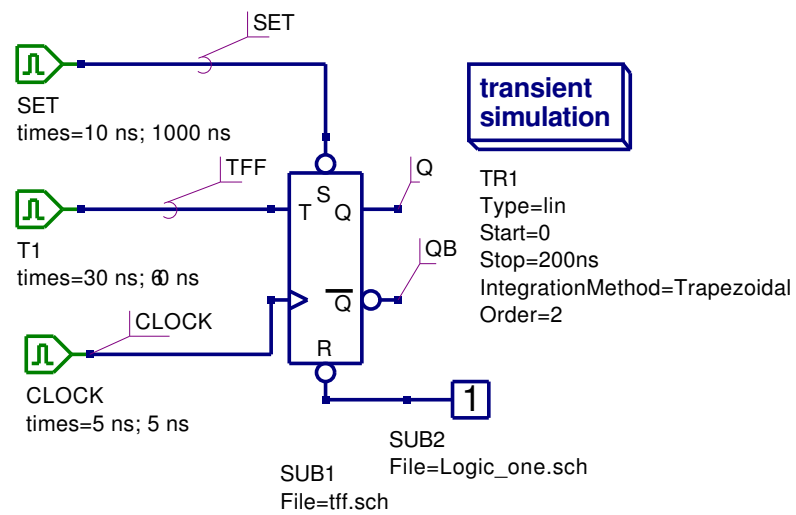 SET
SET
times=10 ns; 1000 ns
transient
simulation
TFF
Q
T S Q
T1
times=30 ns; 60 ns
TR1
Type=lin
Start=0
Stop=200ns
IntegrationMethod=Trapezoidal
Order=2
QB
Q
CLOCK
R
CLOCK
times=5 ns; 5 ns
1
SUB2
File=Logic_one.sch
SUB1
File=tff.sch